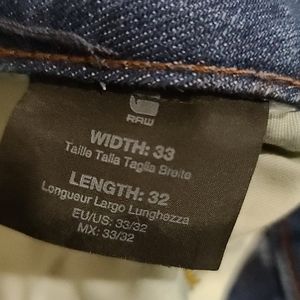 RAW
WIDTH: 33
Taille Talla Taglia Breite
LENGTH: 32
Longueur Largo Lunghezza
EU/US: 33/32
MX: 33/32